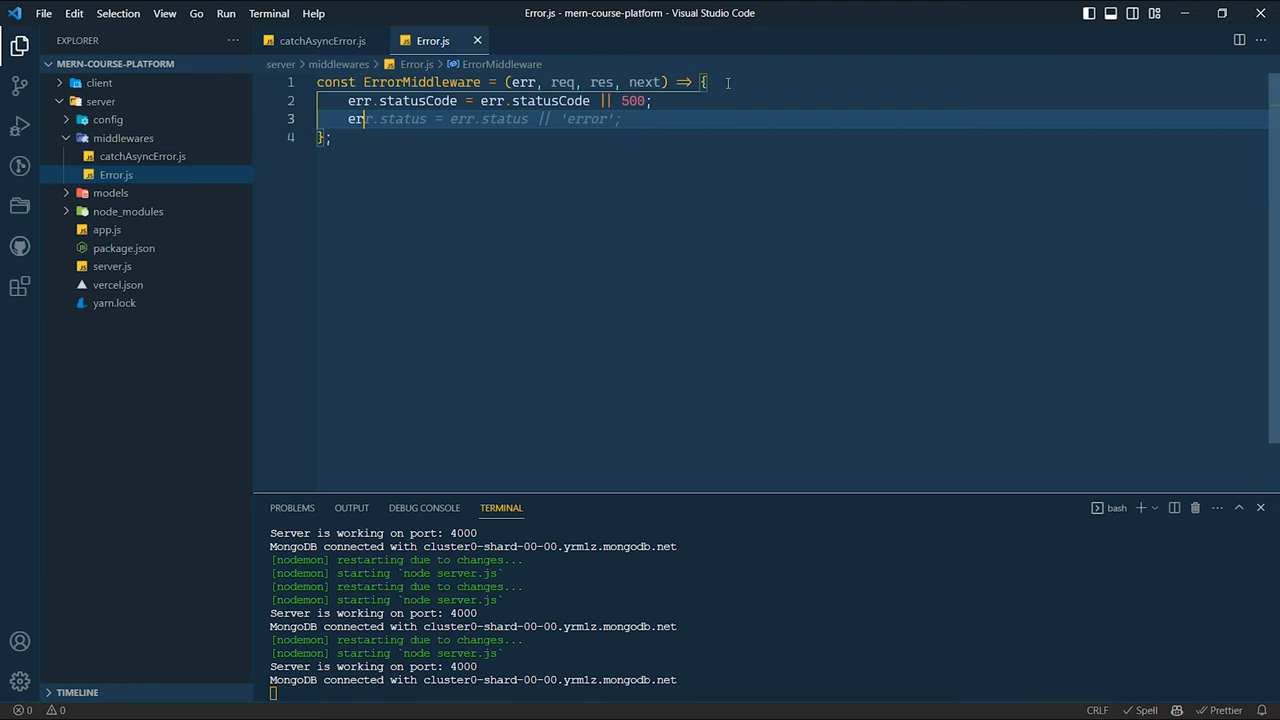 File Edit Selection View Go Run Terminal Help
Error.js - mern-course-platform - Visual Studio Code
EXPLORER
MERN-COURSE-PLATFORM
client
server
config
middlewares
catchAsyncError.js
Error.js
models
node_modules
app.js
package.json
server.js
vercel.json
yarn.lock
TIMELINE
catchAsyncError.js Error.js
server > middlewares > Error.js > ErrorMiddleware
1 const ErrorMiddleware = (err, req, res, next) => {
2 err.statusCode = err.statusCode || 500;
3 err.status = err.status || 'error';
4 };
PROBLEMS OUTPUT DEBUG CONSOLE TERMINAL
bash
Server is working on port: 4000
MongoDB connected with cluster0-shard-00-00.yrm1z.mongodb.net
[nodemon] restarting due to changes...
[nodemon] starting `node server.js`
[nodemon] restarting due to changes...
[nodemon] starting `node server.js`
Server is working on port: 4000
MongoDB connected with cluster0-shard-00-00.yrm1z.mongodb.net
[nodemon] restarting due to changes...
[nodemon] starting `node server.js`
Server is working on port: 4000
MongoDB connected with cluster0-shard-00-00.yrm1z.mongodb.net
0 0
CRLF Spell Prettier